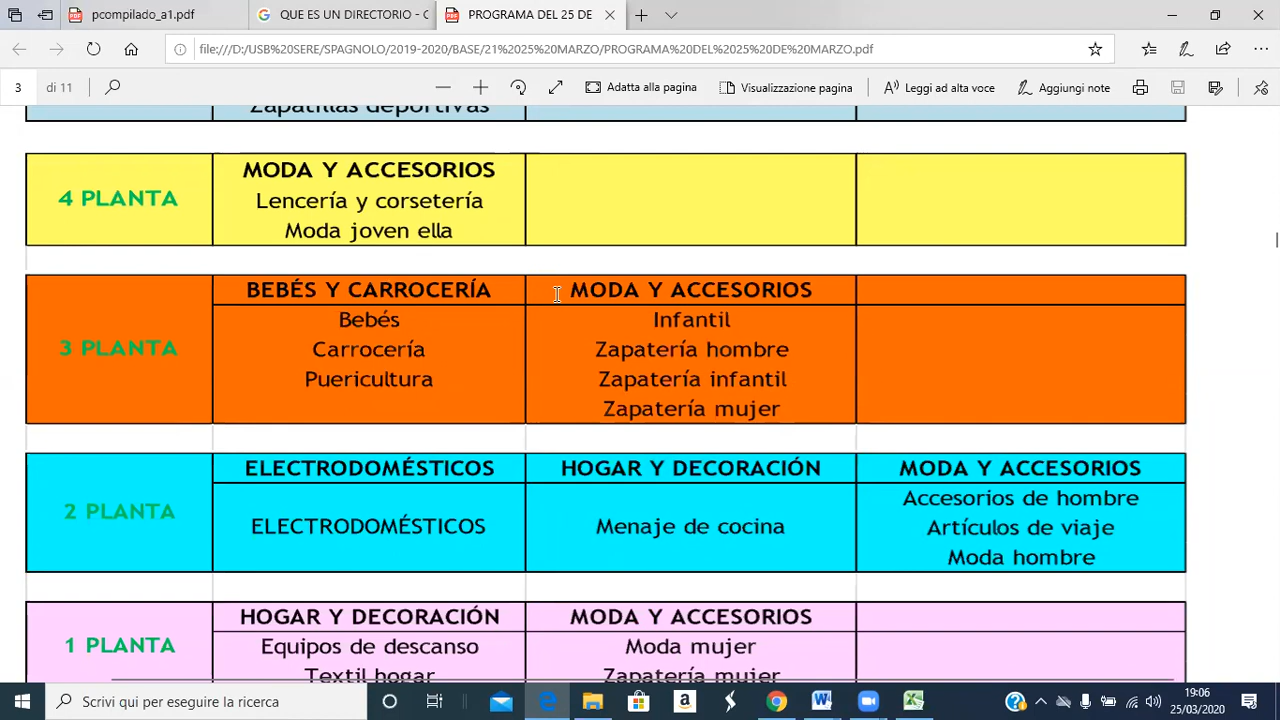 pcompilado_a1.pdf
QUE ES UN DIRECTORIO - C
PROGRAMA DEL 25 DE
file:///D:/USB%20SERE/SPAGNOLO/2019-2020/BASE/21%2025%20MARZO/PROGRAMA%20DEL%2025%20DE%20MARZO.pdf
3 di 11
Adatta alla pagina
Visualizzazione pagina
Leggi ad alta voce
Aggiungi note
Zapatillas deportivas
4 PLANTA
MODA Y ACCESORIOS
Lencería y corsetería
Moda joven ella
3 PLANTA
BEBÉS Y CARROCERÍA
Bebés
Carrocería
Puericultura
MODA Y ACCESORIOS
Infantil
Zapatería hombre
Zapatería infantil
Zapatería mujer
2 PLANTA
ELECTRODOMÉSTICOS
ELECTRODOMÉSTICOS
HOGAR Y DECORACIÓN
Menaje de cocina
MODA Y ACCESORIOS
Accesorios de hombre
Artículos de viaje
Moda hombre
1 PLANTA
HOGAR Y DECORACIÓN
Equipos de descanso
Textil hogar
MODA Y ACCESORIOS
Moda mujer
Zapatería mujer
Scrivi qui per eseguire la ricerca
19:06
25/03/2020